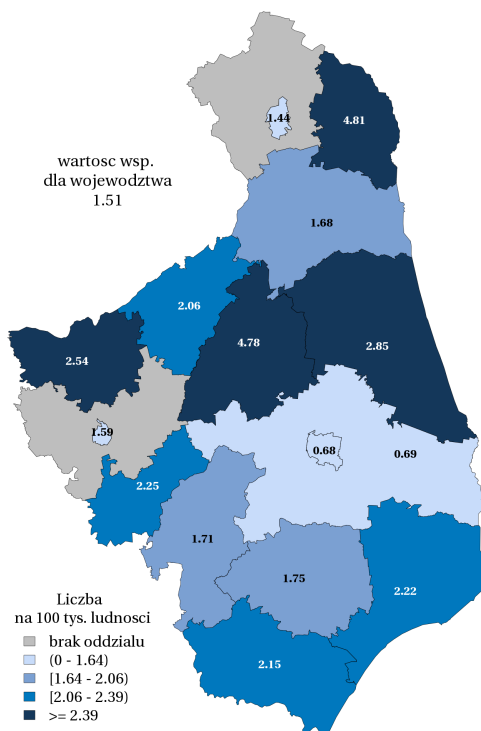 1.44
4.81
wartosc wsp.
dla wojewodztwa
1.51
1.68
2.06
4.78
2.85
2.54
1.59
0.68
0.69
2.25
1.71
1.75
2.22
2.15
Liczba
na 100 tys. ludnosci
brak oddzialu
(0 - 1.64)
[1.64 - 2.06)
[2.06 - 2.39)
>= 2.39